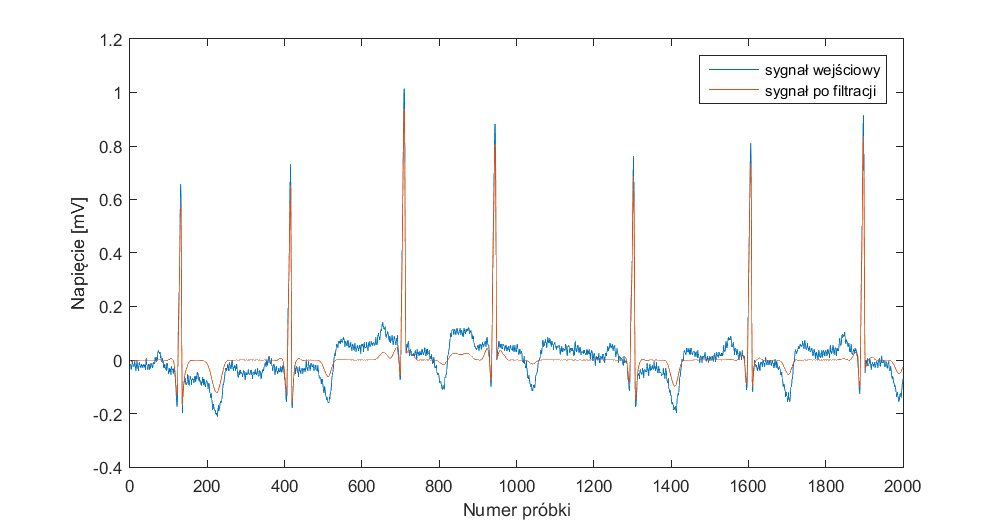 1.2
1
0.8
0.6
0.4
0.2
0
-0.2
-0.4
Napięcie [mV]
sygnał wejściowy
sygnał po filtracji
0 200 400 600 800 1000 1200 1400 1600 1800 2000
Numer próbki